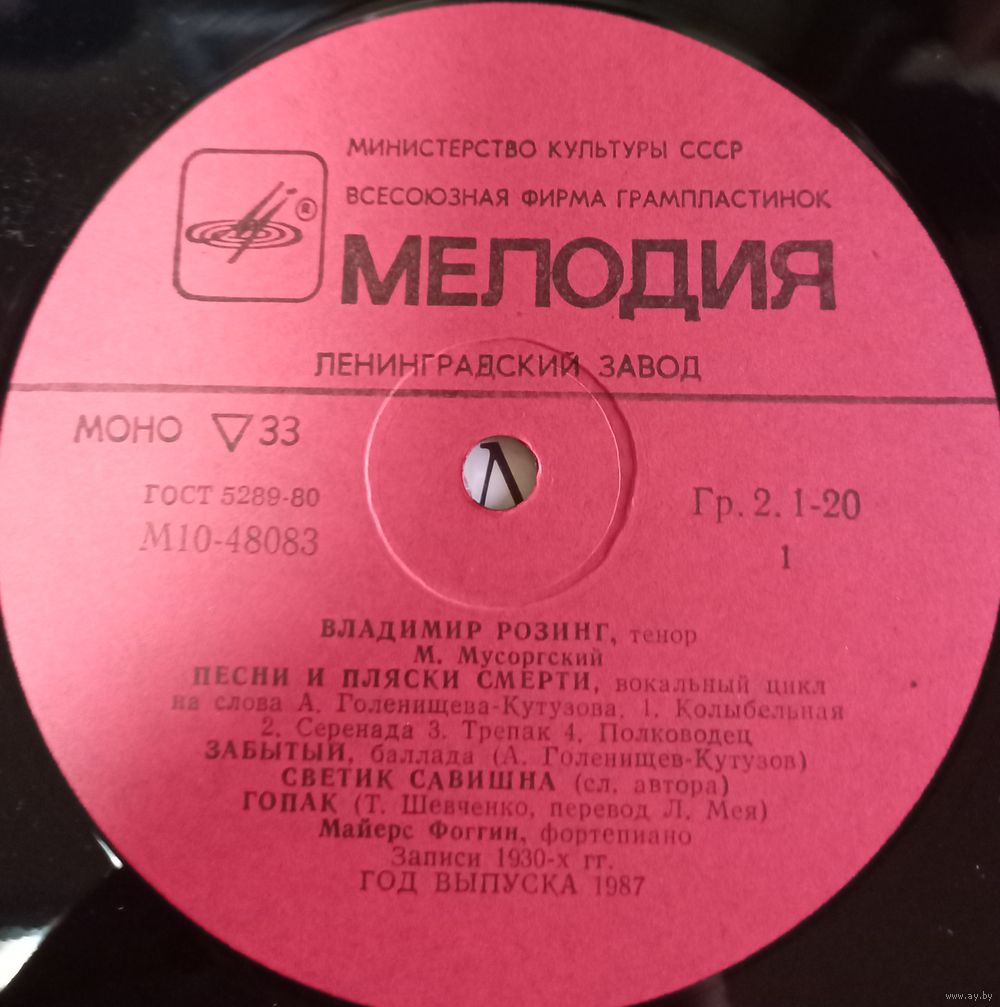 МИНИСТЕРСТВО КУЛЬТУРЫ СССР
ВСЕСОЮЗНАЯ ФИРМА ГРАМПЛАСТИНОК
®
МЕЛОДИЯ
ЛЕНИНГРАДСКИЙ ЗАВОД
МОНО ▽ 33
ГОСТ 5289-80
М10-48083
Гр. 2. 1-20
1
ВЛАДИМИР РОЗИНГ, тенор
М. Мусоргский
ПЕСНИ И ПЛЯСКИ СМЕРТИ, вокальный цикл
на слова А. Голенищева-Кутузова. 1. Колыбельная
2. Серенада 3. Трепак 4. Полководец
ЗАБЫТЫЙ, баллада (А. Голенищев-Кутузов)
СВЕТИК САВИШНА (сл. автора)
ГОПАК (Т. Шевченко, перевод Л. Мея)
Майерс Фоггин, фортепиано
Записи 1930-х гг.
ГОД ВЫПУСКА 1987
www.ay.by